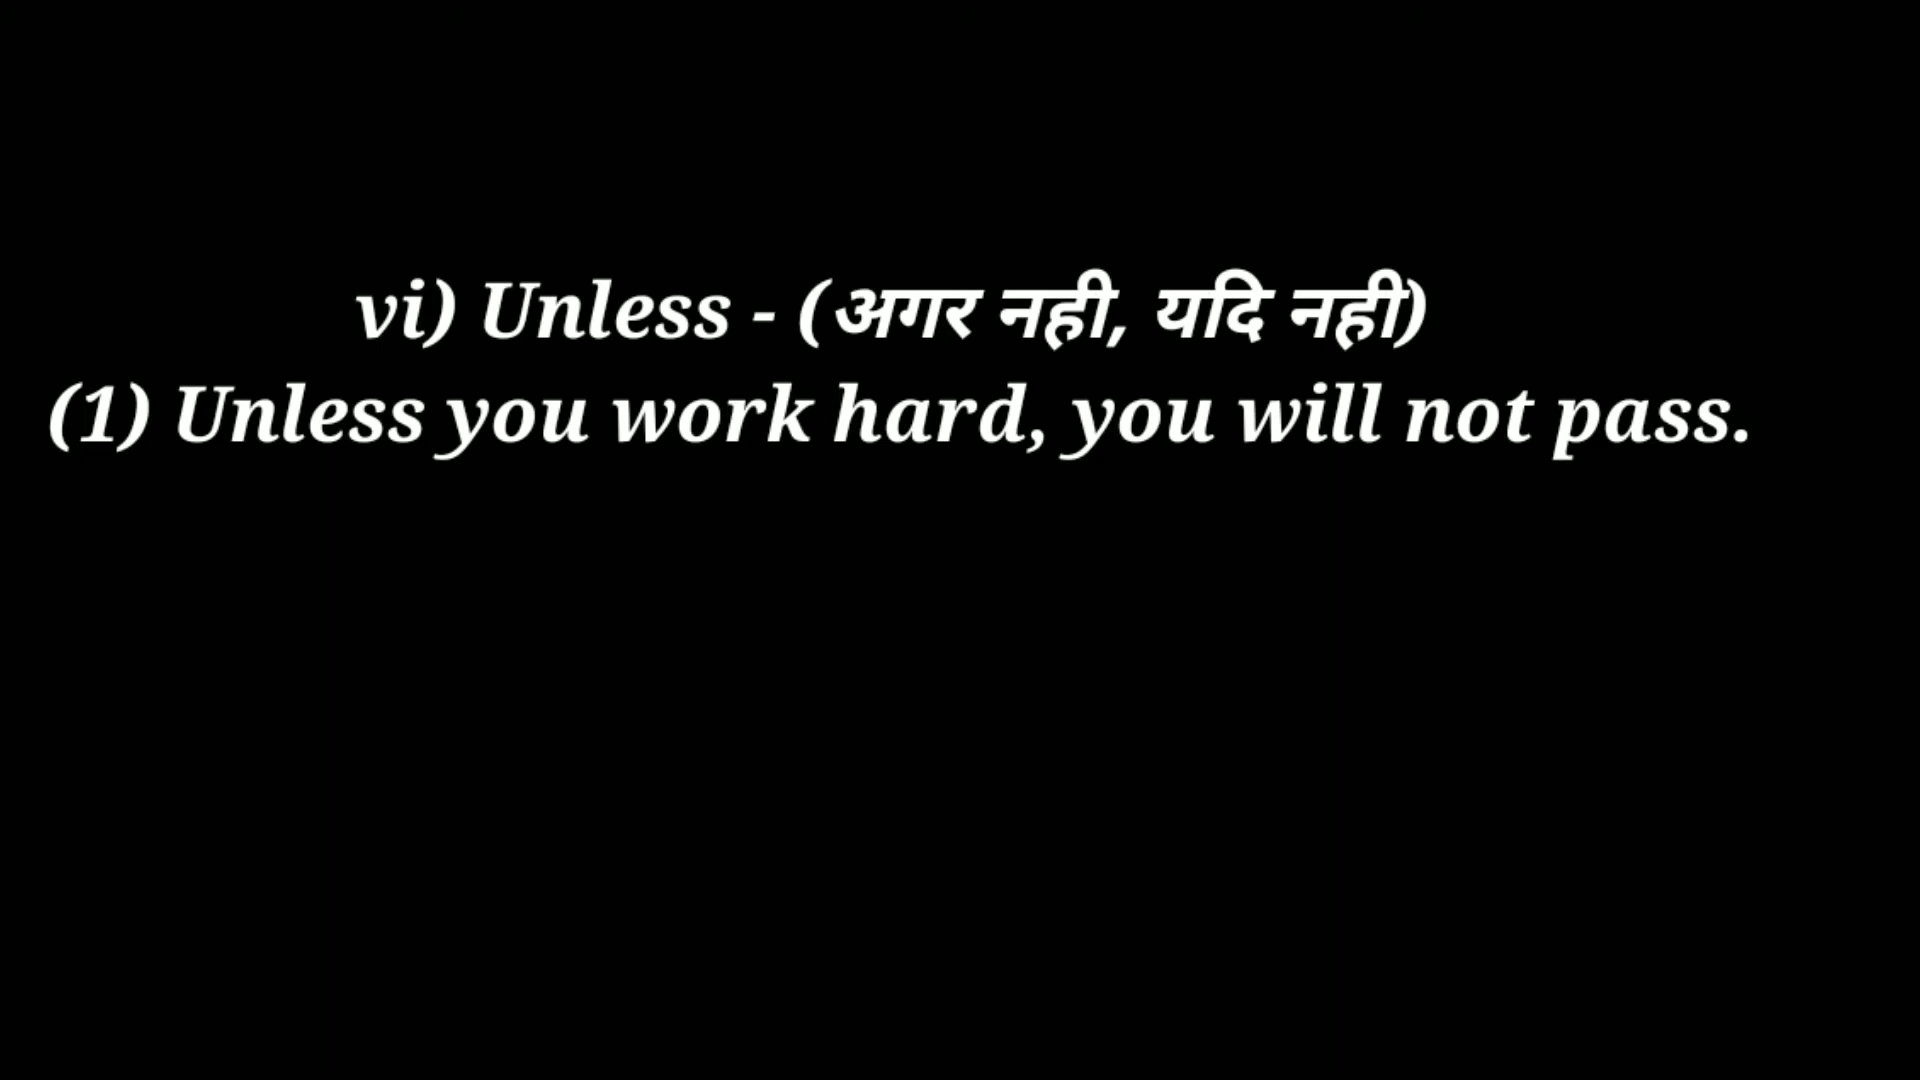 vi) Unless - (अगर नही, यदि नही)
(1) Unless you work hard, you will not pass.